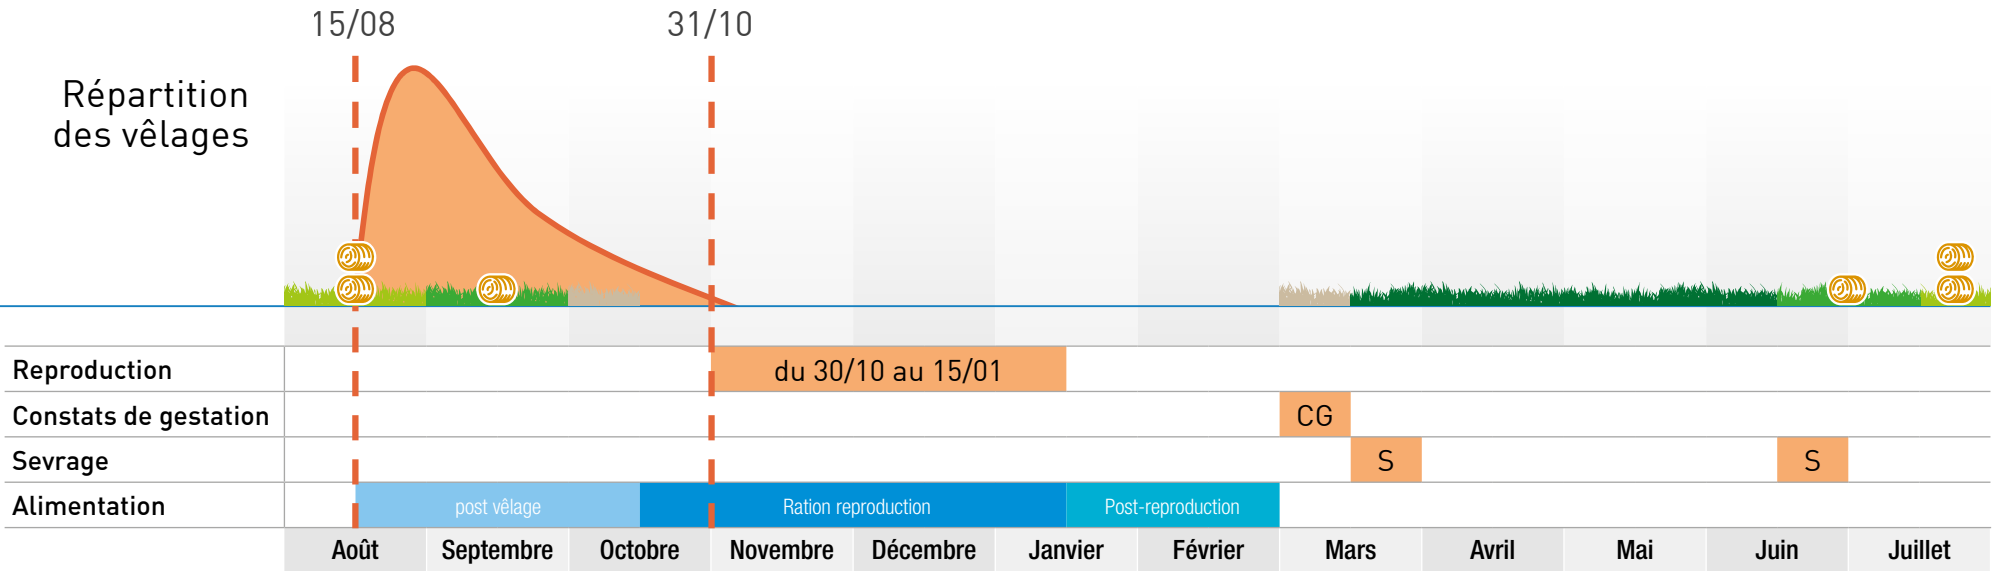 15/08
31/10
Répartition
des vêlages
Reproduction
du 30/10 au 15/01
Constats de gestation
CG
Sevrage
S
S
Alimentation
post vêlage
Ration reproduction
Post-reproduction
Août
Septembre
Octobre
Novembre
Décembre
Janvier
Février
Mars
Avril
Mai
Juin
Juillet